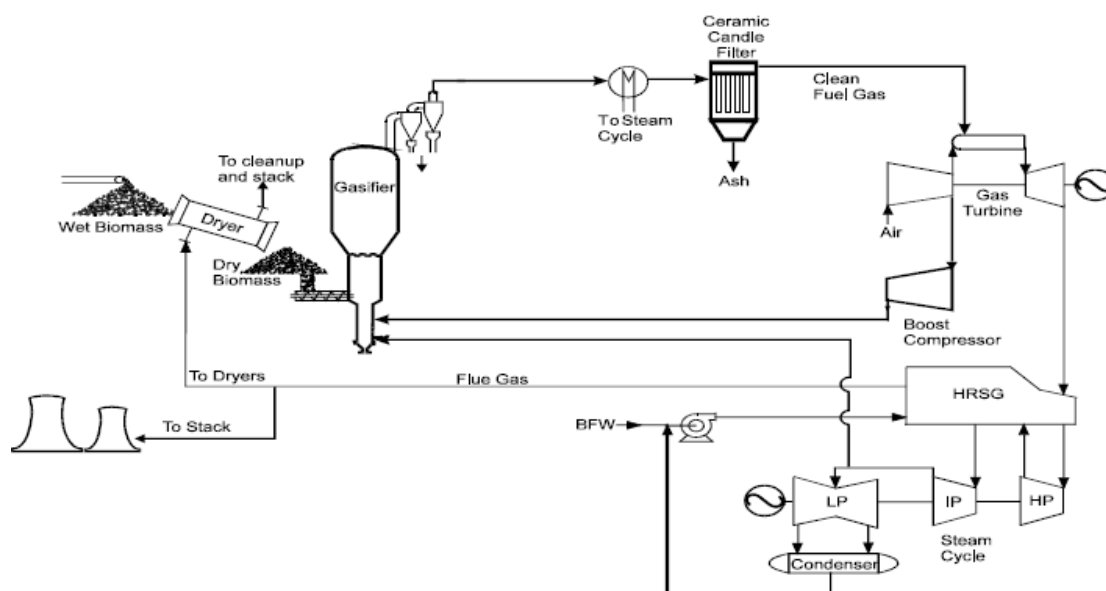 Ceramic
Candle
Filter
Clean
Fuel Gas
To Steam
Cycle
Ash
To cleanup
and stack
Gasifier
Dryer
Wet Biomass
Dry
Biomass
Gas
Turbine
Air
Boost
Compressor
To Dryers
Flue Gas
HRSG
To Stack
BFW
LP
IP
HP
Steam
Cycle
Condenser